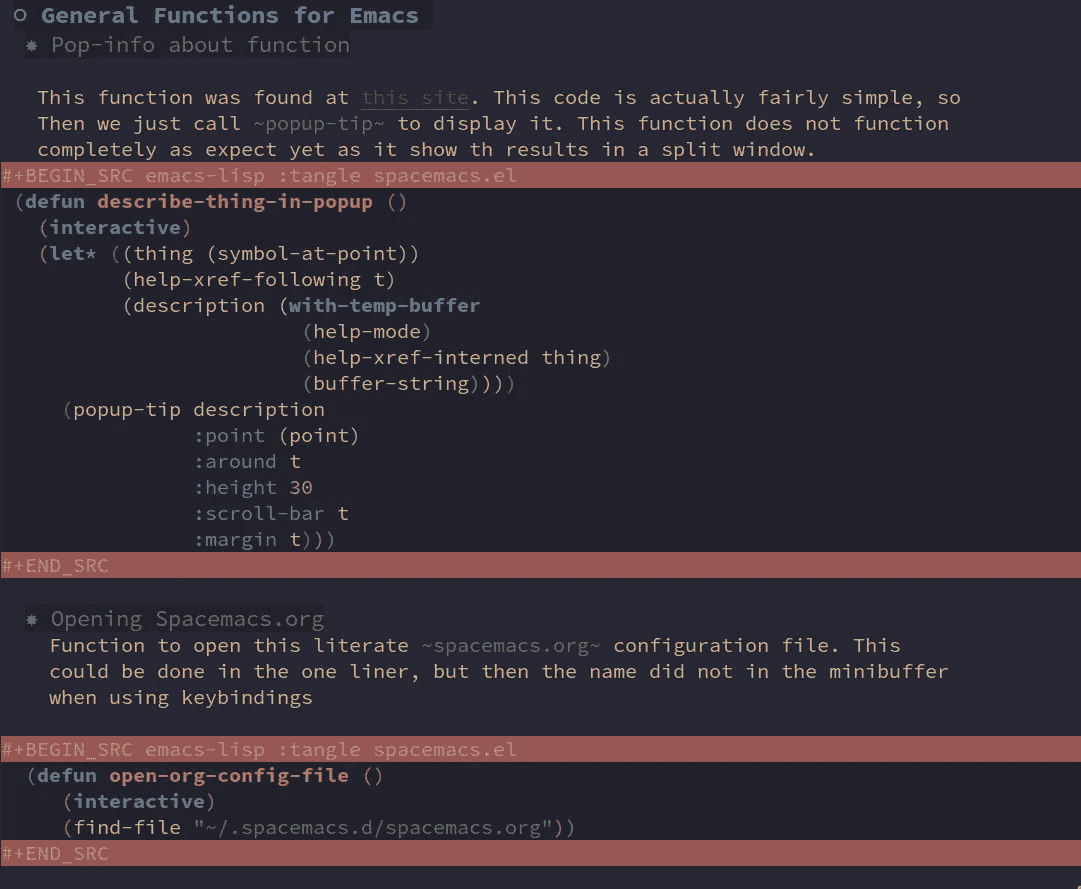 ○ General Functions for Emacs
✸ Pop-info about function
This function was found at this site. This code is actually fairly simple, so
Then we just call ~popup-tip~ to display it. This function does not function
completely as expect yet as it show th results in a split window.
#+BEGIN_SRC emacs-lisp :tangle spacemacs.el
(defun describe-thing-in-popup ()
(interactive)
(let* ((thing (symbol-at-point))
(help-xref-following t)
(description (with-temp-buffer
(help-mode)
(help-xref-interned thing)
(buffer-string))))
(popup-tip description
:point (point)
:around t
:height 30
:scroll-bar t
:margin t)))
#+END_SRC
✸ Opening Spacemacs.org
Function to open this literate ~spacemacs.org~ configuration file. This
could be done in the one liner, but then the name did not in the minibuffer
when using keybindings
#+BEGIN_SRC emacs-lisp :tangle spacemacs.el
(defun open-org-config-file ()
(interactive)
(find-file "~/.spacemacs.d/spacemacs.org"))
#+END_SRC